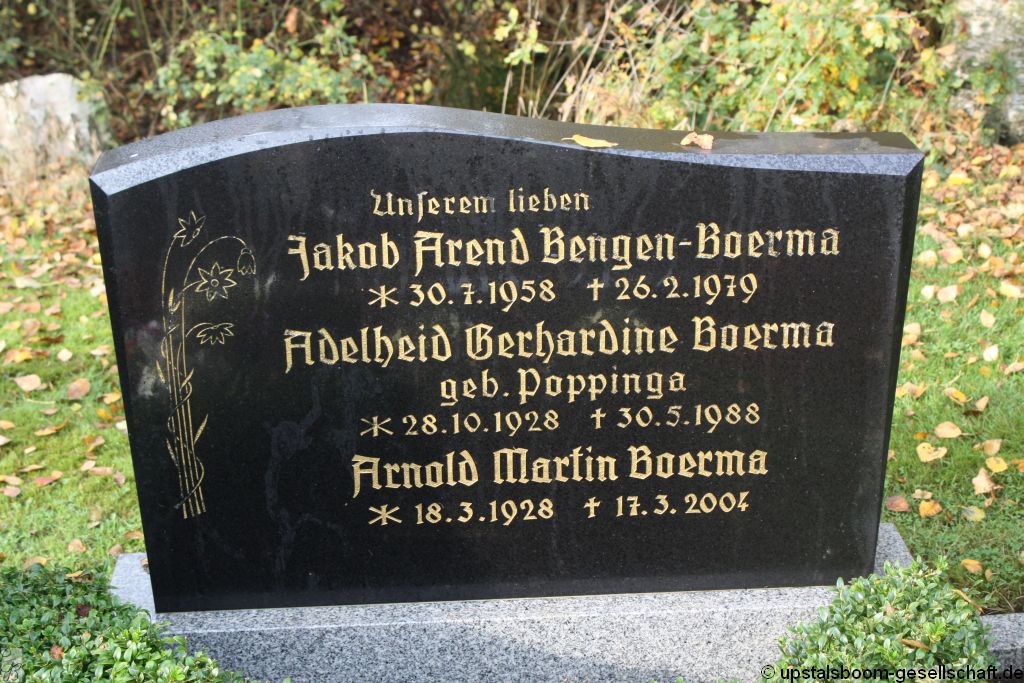 Unserem lieben
Jakob Arend Bengen-Boerma
* 30.7.1958 † 26.2.1979
Adelheid Gerhardine Boerma
geb. Poppinga
* 28.10.1928 † 30.5.1988
Arnold Martin Boerma
* 18.3.1928 † 17.3.2004
© upstalsboom-gesellschaft.de